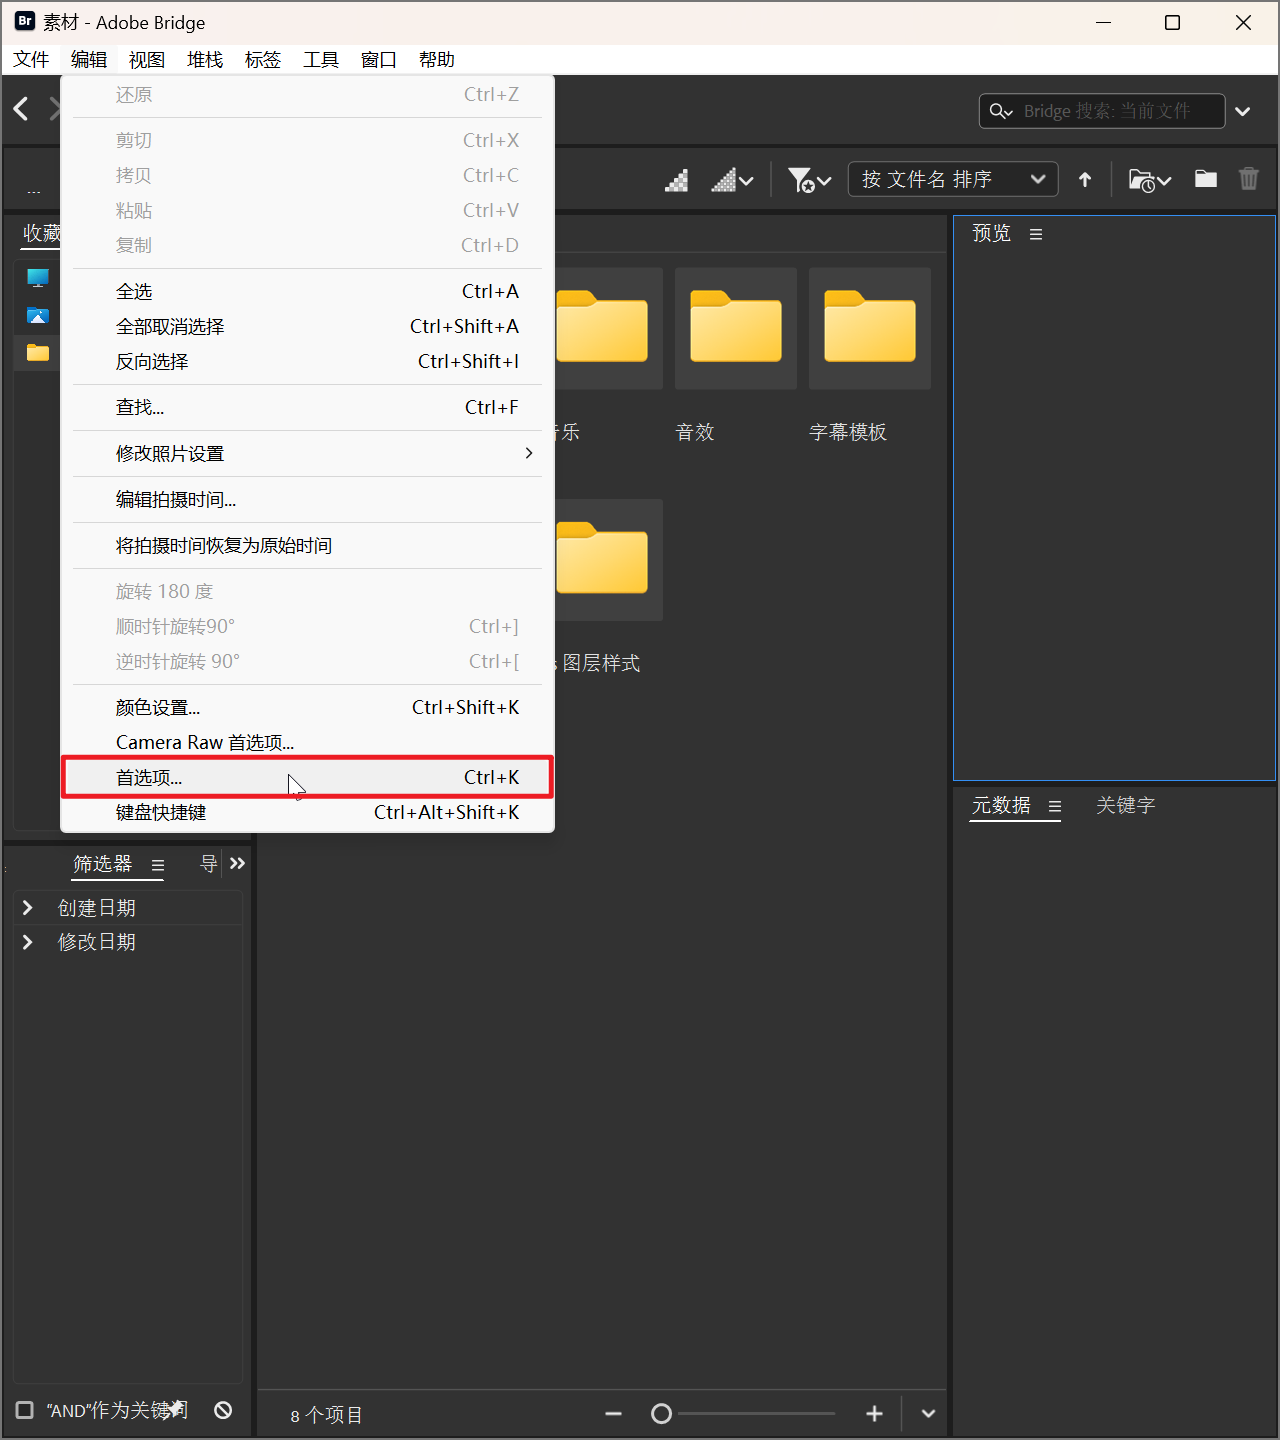 Br 素材 - Adobe Bridge
文件 编辑 视图 堆栈 标签 工具 窗口 帮助
还原 Ctrl+Z
剪切 Ctrl+X
拷贝 Ctrl+C
粘贴 Ctrl+V
复制 Ctrl+D
全选 Ctrl+A
全部取消选择 Ctrl+Shift+A
反向选择 Ctrl+Shift+I
查找... Ctrl+F
修改照片设置
编辑拍摄时间...
将拍摄时间恢复为原始时间
旋转 180 度
顺时针旋转90° Ctrl+]
逆时针旋转 90° Ctrl+[
颜色设置... Ctrl+Shift+K
Camera Raw 首选项...
首选项... Ctrl+K
键盘快捷键 Ctrl+Alt+Shift+K
Bridge 搜索: 当前文件
...
按 文件名 排序
收藏
预览
乐
音效
字幕模板
图层样式
元数据 关键字
筛选器 导
创建日期
修改日期
“AND”作为关键词
8 个项目